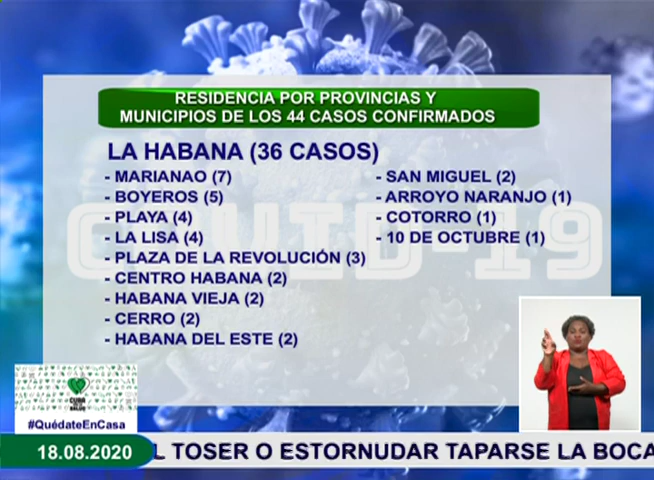 RESIDENCIA POR PROVINCIAS Y
MUNICIPIOS DE LOS 44 CASOS CONFIRMADOS
LA HABANA (36 CASOS)
- MARIANAO (7)
- BOYEROS (5)
- PLAYA (4)
- LA LISA (4)
- PLAZA DE LA REVOLUCIÓN (3)
- CENTRO HABANA (2)
- HABANA VIEJA (2)
- CERRO (2)
- HABANA DEL ESTE (2)
- SAN MIGUEL (2)
- ARROYO NARANJO (1)
- COTORRO (1)
- 10 DE OCTUBRE (1)
COVID-19
CUBA
SALUD
#QuédateEnCasa
18.08.2020
L TOSER O ESTORNUDAR TAPARSE LA BOCA